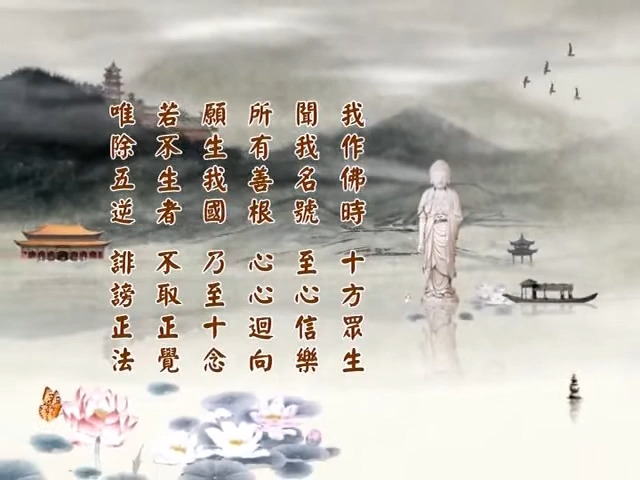 我作佛時 十方眾生
聞我名號 至心信樂
所有善根 心心迴向
願生我國 乃至十念
若不生者 不取正覺
唯除五逆 誹謗正法